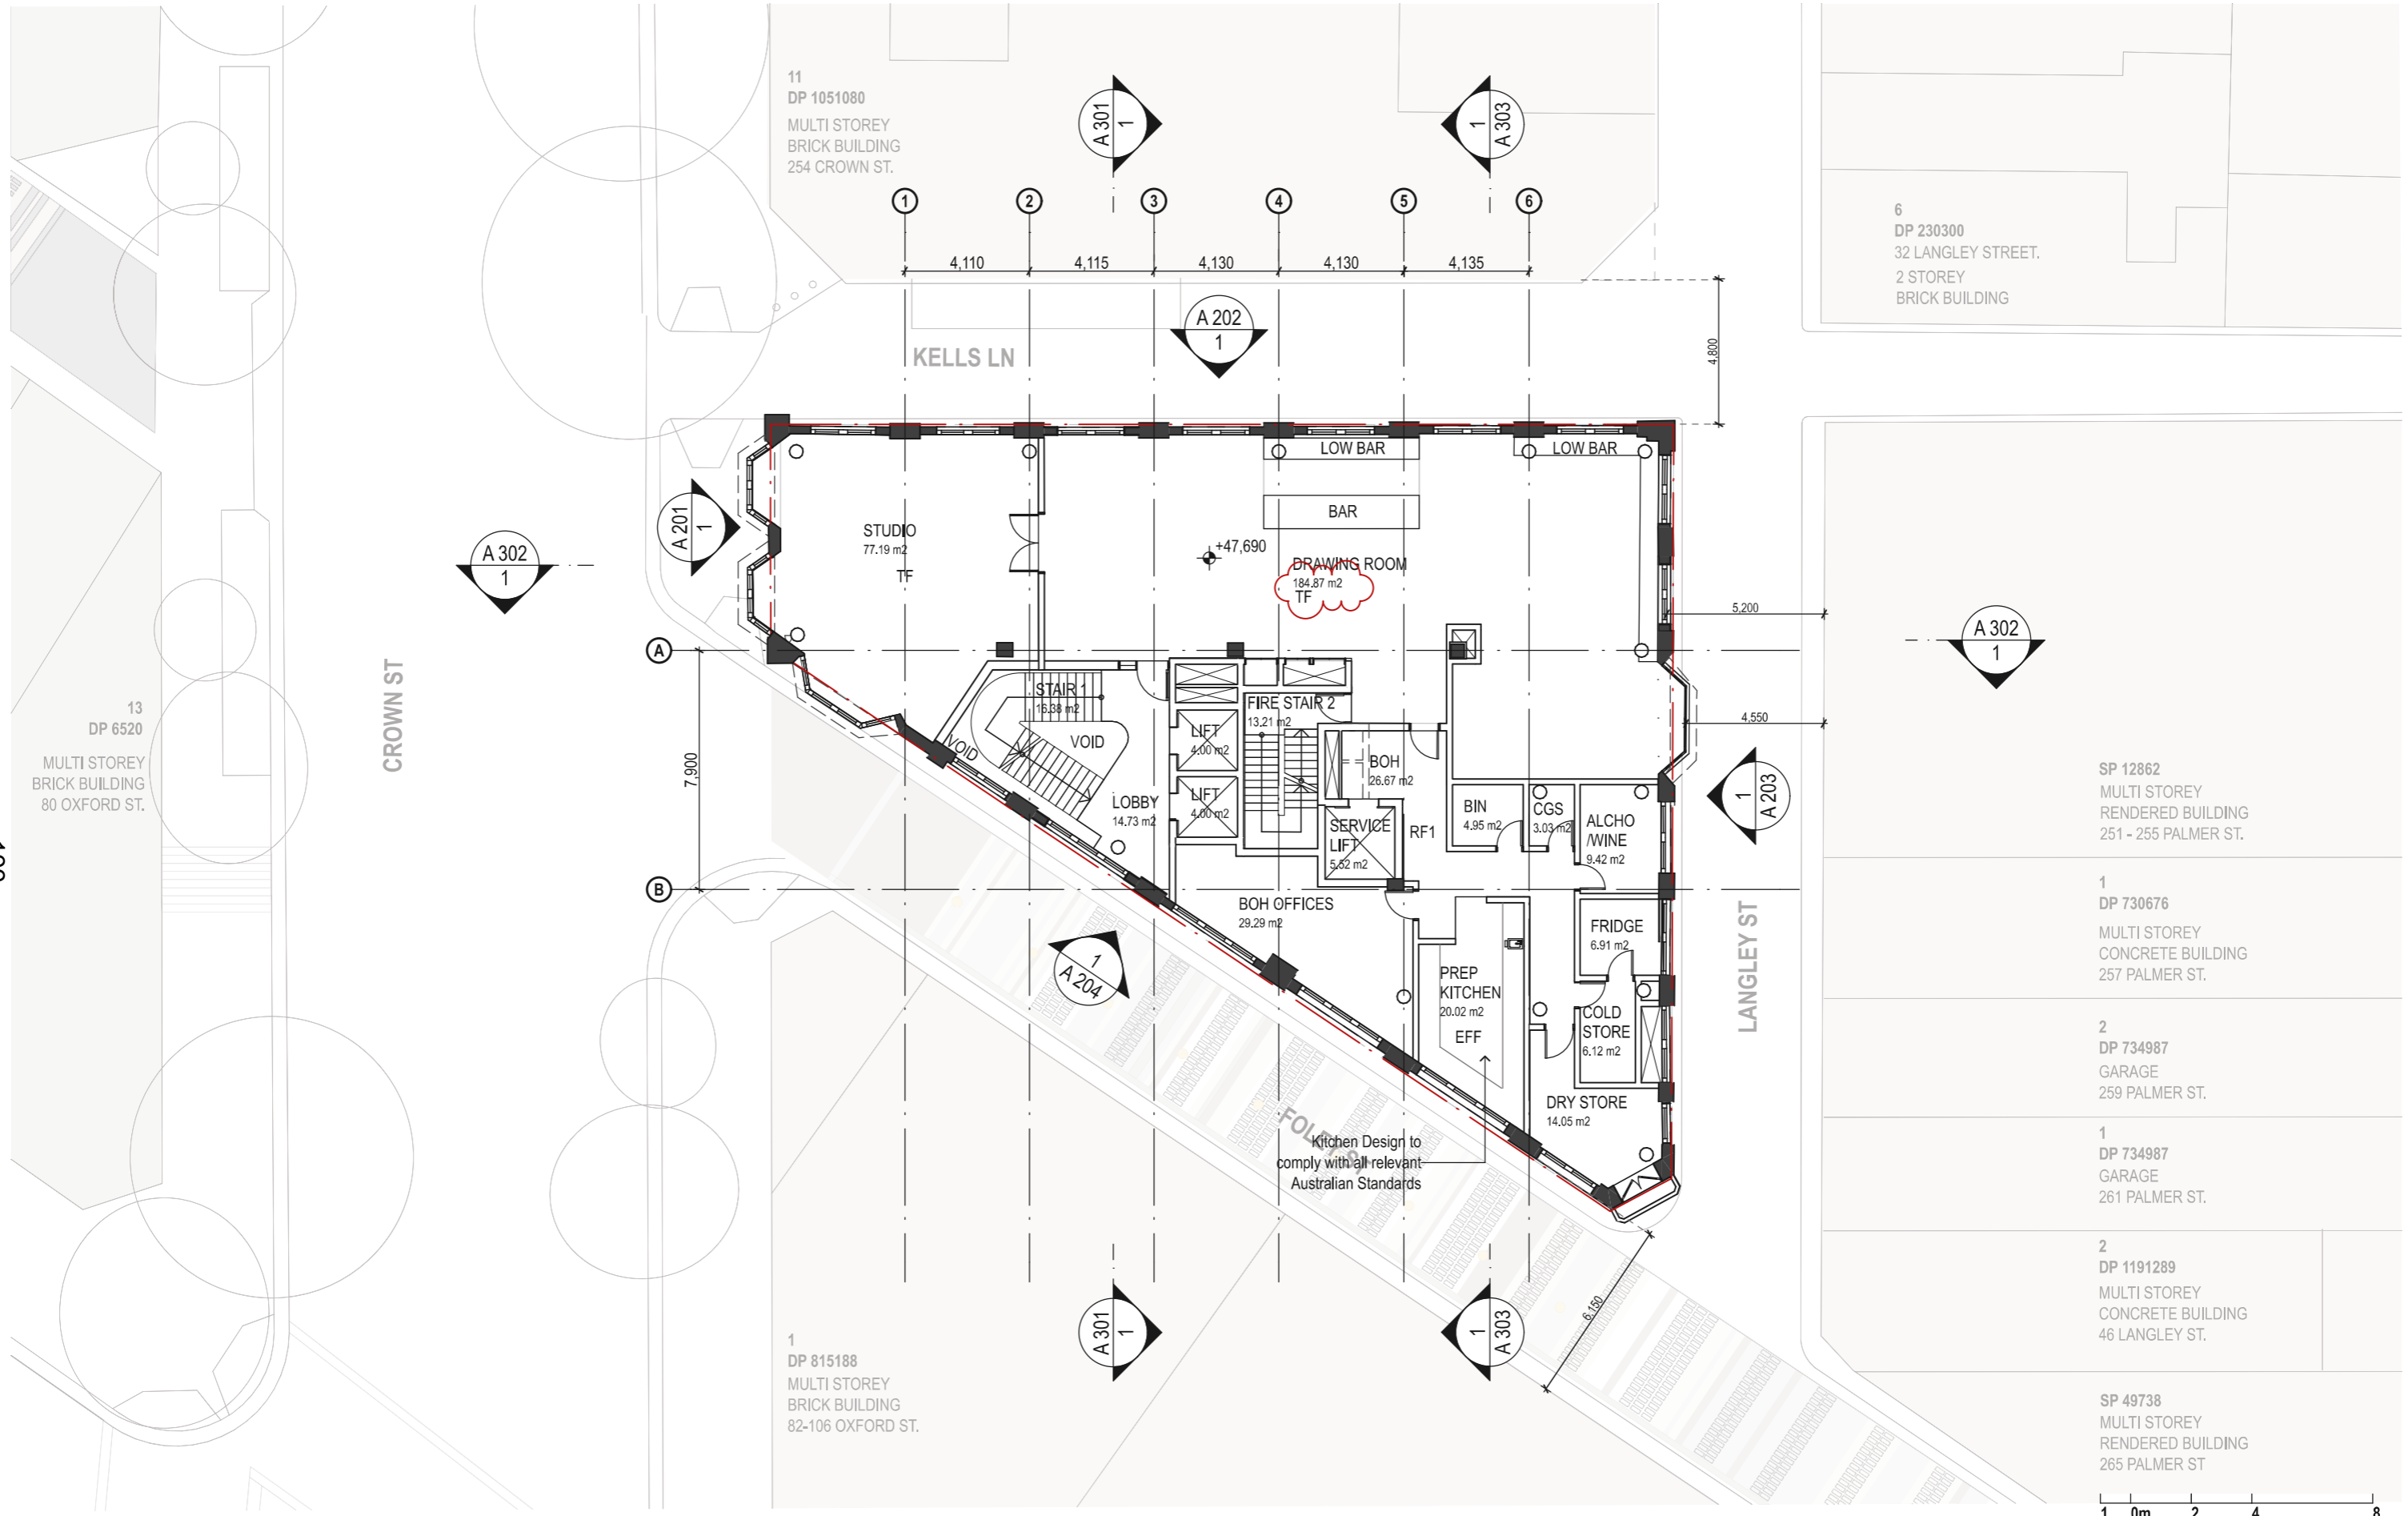 11
DP 1051080
MULTI STOREY
BRICK BUILDING
254 CROWN ST.
A 301
1
1
A 303
6
DP 230300
32 LANGLEY STREET.
2 STOREY
BRICK BUILDING
1
2
3
4
5
6
4,110
4,115
4,130
4,130
4,135
A 202
1
KELLS LN
4,800
LOW BAR
LOW BAR
BAR
A 201
1
STUDIO
77.19 m2
TF
+47,690
DRAWING ROOM
184.87 m2
TF
A 302
1
5,200
A 302
1
A
CROWN ST
13
DP 6520
MULTI STOREY
BRICK BUILDING
80 OXFORD ST.
7,900
STAIR 1
16.38 m2
VOID
VOID
LIFT
4.00 m2
FIRE STAIR 2
13.21 m2
4,550
BOH
26.67 m2
LOBBY
14.73 m2
LIFT
4.00 m2
SERVICE
LIFT
5.52 m2
RF1
BIN
4.95 m2
CGS
3.03 m2
ALCHO
/WINE
9.42 m2
1
A 203
SP 12862
MULTI STOREY
RENDERED BUILDING
251 - 255 PALMER ST.
B
BOH OFFICES
29.29 m2
FRIDGE
6.91 m2
LANGLEY ST
1
DP 730676
MULTI STOREY
CONCRETE BUILDING
257 PALMER ST.
1
A 204
PREP
KITCHEN
20.02 m2
EFF
COLD
STORE
6.12 m2
2
DP 734987
GARAGE
259 PALMER ST.
DRY STORE
14.05 m2
FOLEY ST
Kitchen Design to
comply with all relevant
Australian Standards
1
DP 734987
GARAGE
261 PALMER ST.
2
DP 1191289
MULTI STOREY
CONCRETE BUILDING
46 LANGLEY ST.
6,150
A 301
1
1
A 303
1
DP 815188
MULTI STOREY
BRICK BUILDING
82-106 OXFORD ST.
SP 49738
MULTI STOREY
RENDERED BUILDING
265 PALMER ST
1 0m 2 4 8